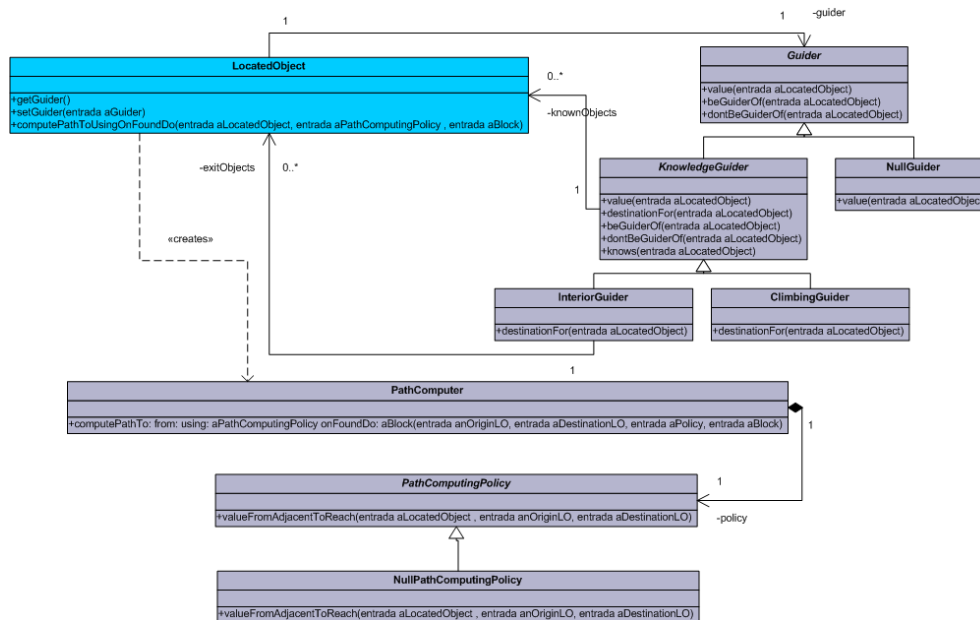 1
1
-guider
Guider
+value(entrada aLocatedObject)
+beGuiderOf(entrada aLocatedObject)
+dontBeGuiderOf(entrada aLocatedObject)
LocatedObject
+getGuider()
+setGuider(entrada aGuider)
+computePathToUsingOnFoundDo(entrada aLocatedObject, entrada aPathComputingPolicy , entrada aBlock)
0..*
-knownObjects
1
-exitObjects
0..*
KnowledgeGuider
+value(entrada aLocatedObject)
+destinationFor(entrada aLocatedObject)
+beGuiderOf(entrada aLocatedObject)
+dontBeGuiderOf(entrada aLocatedObject)
+knows(entrada aLocatedObject)
NullGuider
+value(entrada aLocatedObject
«creates»
InteriorGuider
+destinationFor(entrada aLocatedObject)
ClimbingGuider
+destinationFor(entrada aLocatedObject)
1
PathComputer
+computePathTo: from: using: aPathComputingPolicy onFoundDo: aBlock(entrada anOriginLO, entrada aDestinationLO, entrada aPolicy, entrada aBlock)
1
1
-policy
PathComputingPolicy
+valueFromAdjacentToReach(entrada aLocatedObject , entrada anOriginLO, entrada aDestinationLO)
NullPathComputingPolicy
+valueFromAdjacentToReach(entrada aLocatedObject , entrada anOriginLO, entrada aDestinationLO)